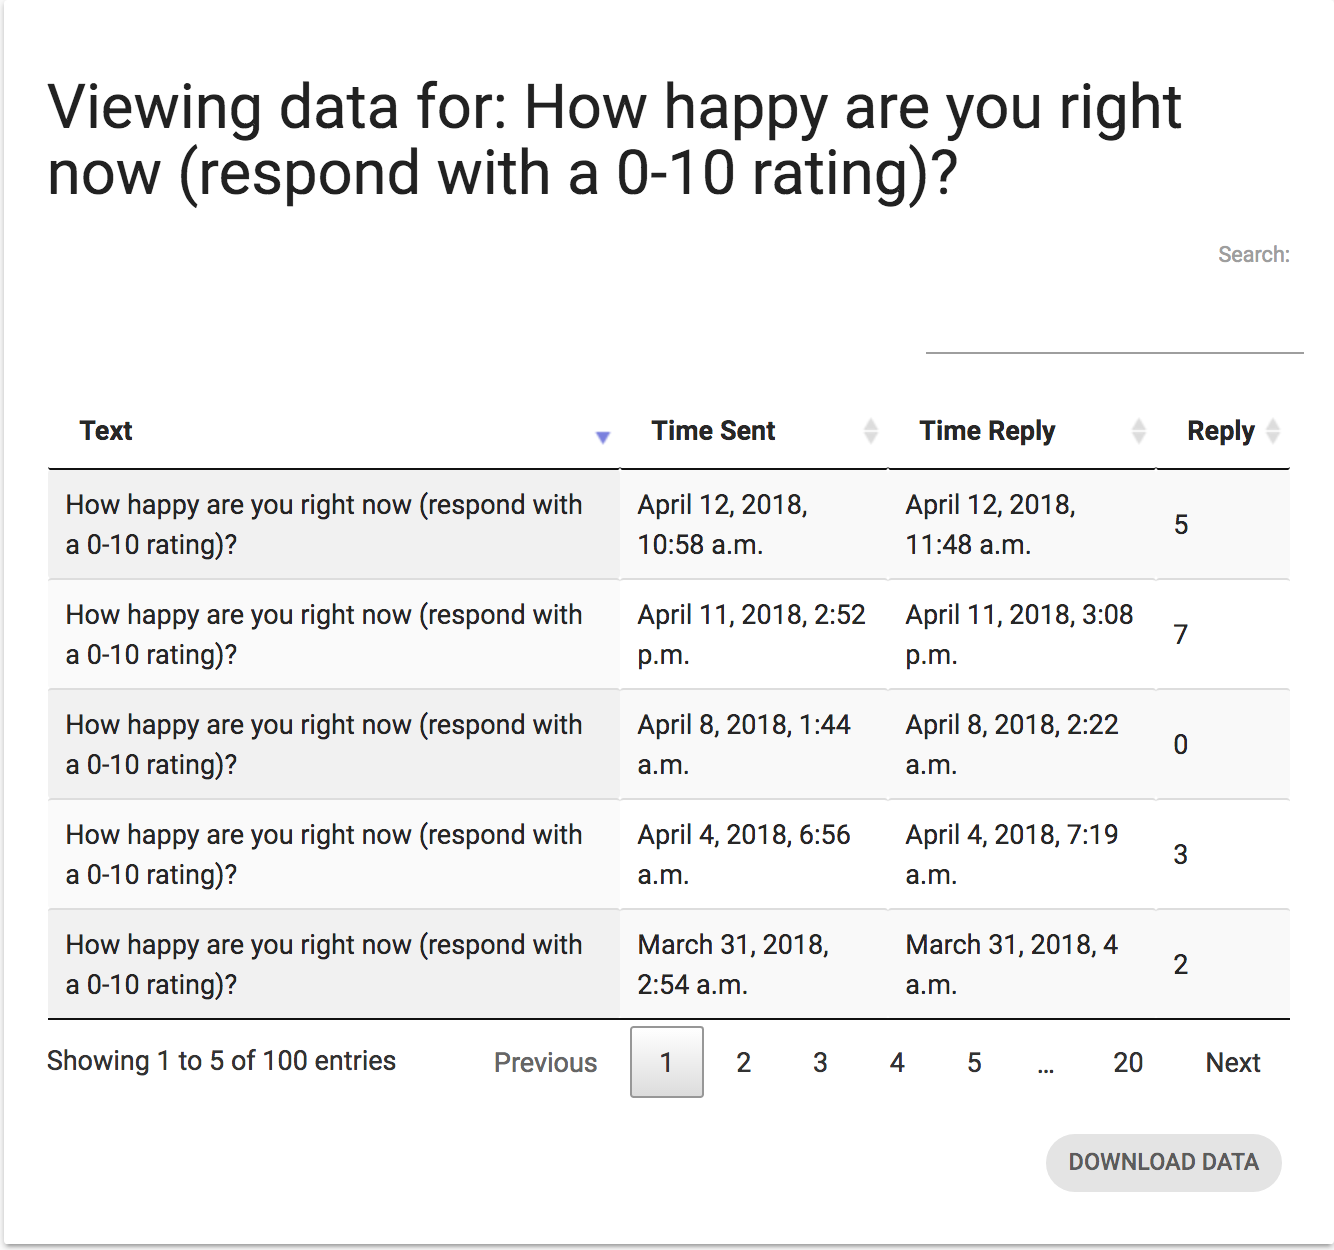 Viewing data for: How happy are you right
now (respond with a 0-10 rating)?
Search:
Text Time Sent Time Reply Reply
How happy are you right now (respond with
a 0-10 rating)?
April 12, 2018,
10:58 a.m.
April 12, 2018,
11:48 a.m.
5
How happy are you right now (respond with
a 0-10 rating)?
April 11, 2018, 2:52
p.m.
April 11, 2018, 3:08
p.m.
7
How happy are you right now (respond with
a 0-10 rating)?
April 8, 2018, 1:44
a.m.
April 8, 2018, 2:22
a.m.
0
How happy are you right now (respond with
a 0-10 rating)?
April 4, 2018, 6:56
a.m.
April 4, 2018, 7:19
a.m.
3
How happy are you right now (respond with
a 0-10 rating)?
March 31, 2018,
2:54 a.m.
March 31, 2018, 4
a.m.
2
Showing 1 to 5 of 100 entries Previous 1 2 3 4 5 ... 20 Next
DOWNLOAD DATA